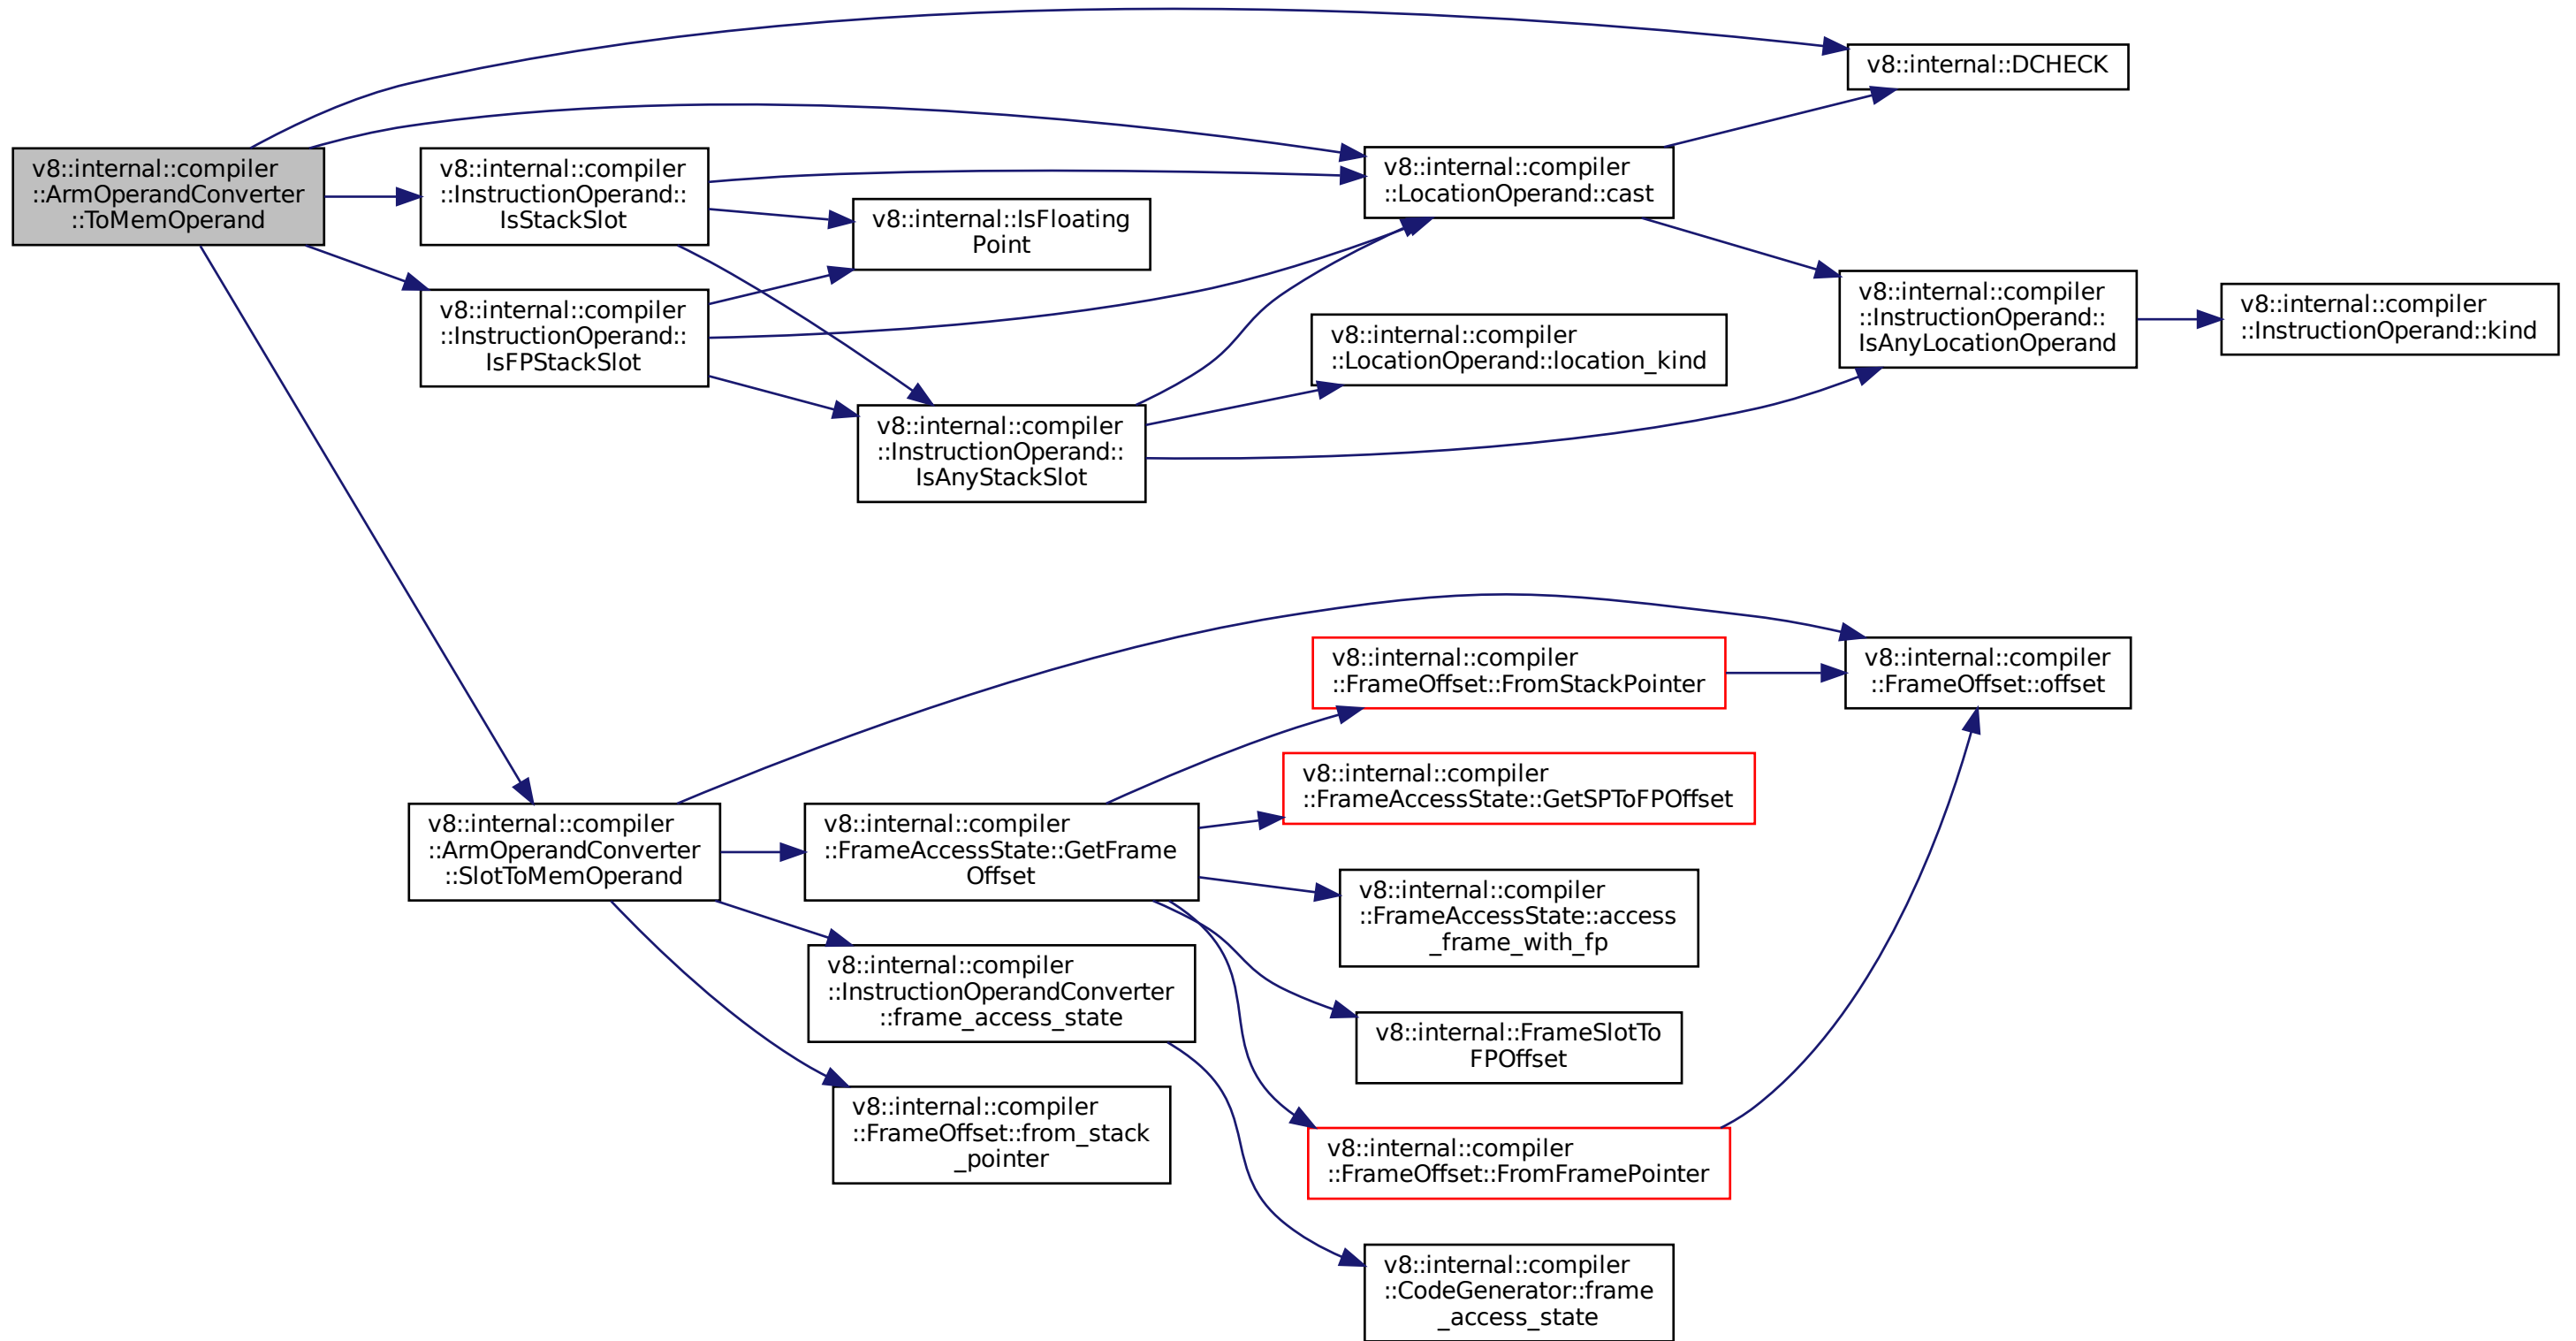 v8::internal::compiler
::ArmOperandConverter
::ToMemOperand
v8::internal::DCHECK
v8::internal::compiler
::LocationOperand::cast
v8::internal::compiler
::InstructionOperand::
IsStackSlot
v8::internal::IsFloating
Point
v8::internal::compiler
::InstructionOperand::
IsFPStackSlot
v8::internal::compiler
::InstructionOperand::
IsAnyLocationOperand
v8::internal::compiler
::InstructionOperand::kind
v8::internal::compiler
::LocationOperand::location_kind
v8::internal::compiler
::InstructionOperand::
IsAnyStackSlot
v8::internal::compiler
::FrameOffset::FromStackPointer
v8::internal::compiler
::FrameOffset::offset
v8::internal::compiler
::FrameAccessState::GetSPToFPOffset
v8::internal::compiler
::ArmOperandConverter
::SlotToMemOperand
v8::internal::compiler
::FrameAccessState::GetFrame
Offset
v8::internal::compiler
::FrameAccessState::access
_frame_with_fp
v8::internal::compiler
::InstructionOperandConverter
::frame_access_state
v8::internal::FrameSlotTo
FPOffset
v8::internal::compiler
::FrameOffset::from_stack
_pointer
v8::internal::compiler
::FrameOffset::FromFramePointer
v8::internal::compiler
::CodeGenerator::frame
_access_state